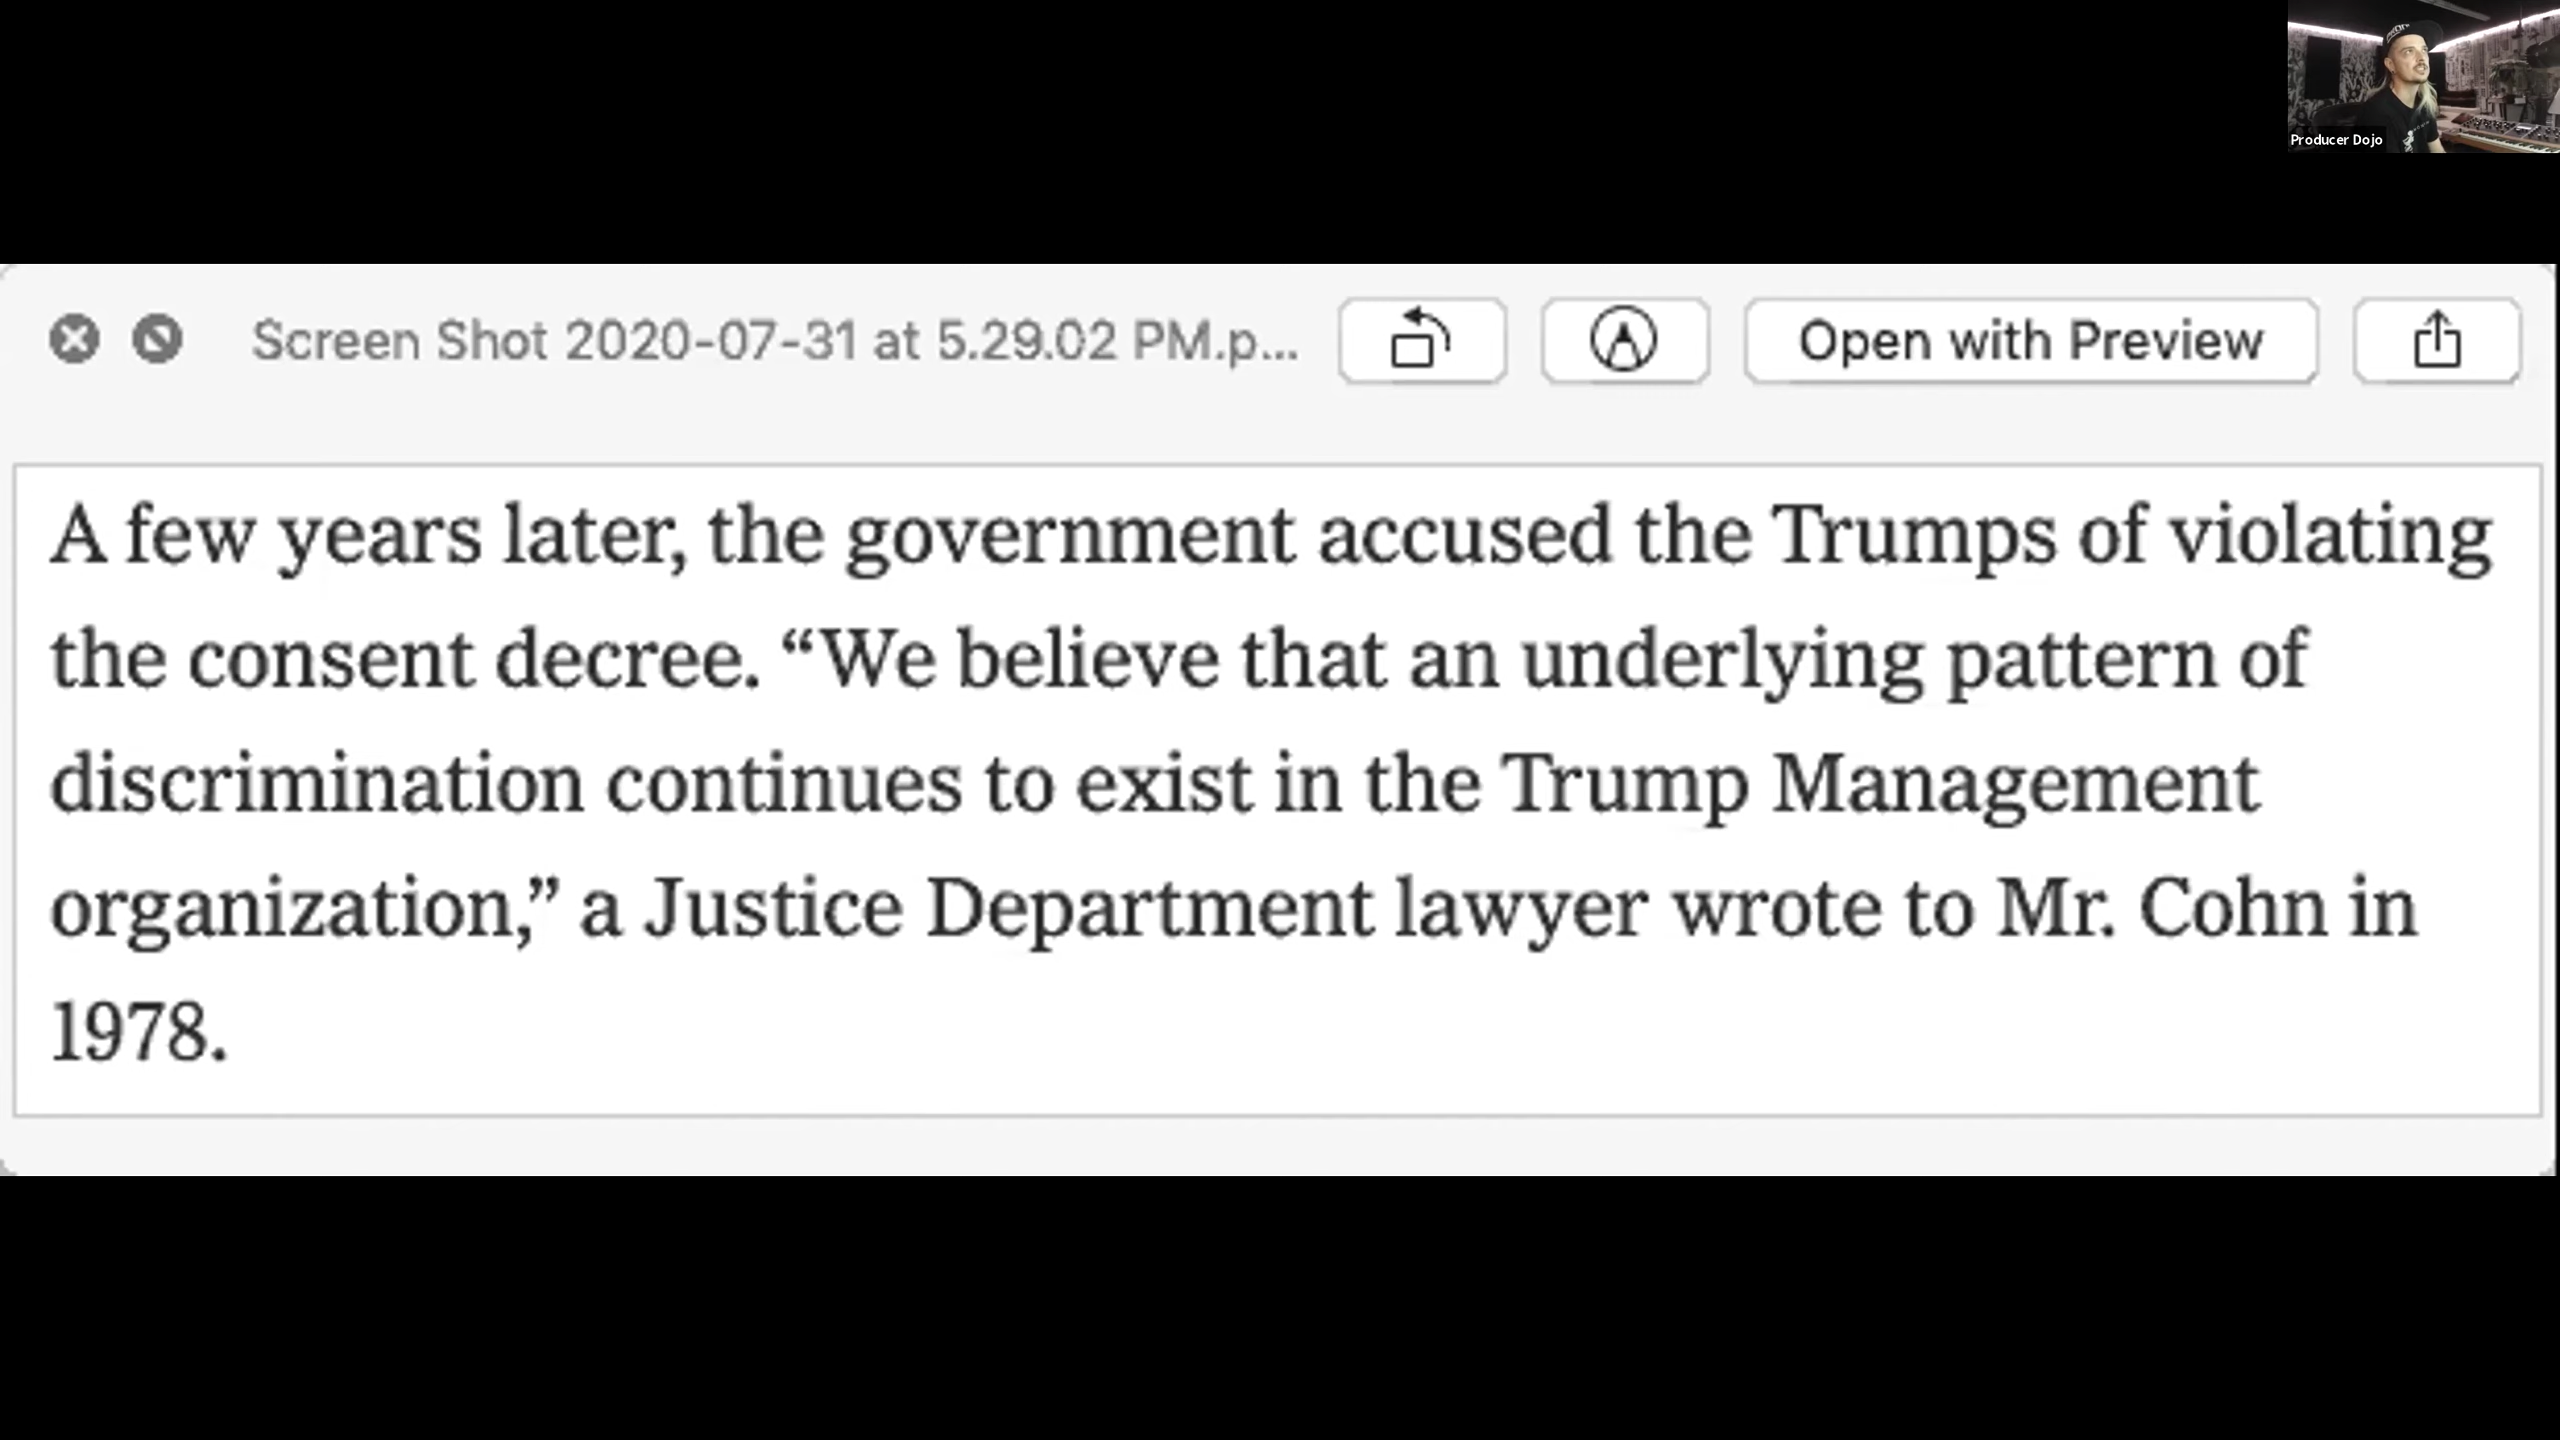 Producer Dojo
Screen Shot 2020-07-31 at 5.29.02 PM.p...
Open with Preview
A few years later, the government accused the Trumps of violating
the consent decree. “We believe that an underlying pattern of
discrimination continues to exist in the Trump Management
organization,” a Justice Department lawyer wrote to Mr. Cohn in
1978.